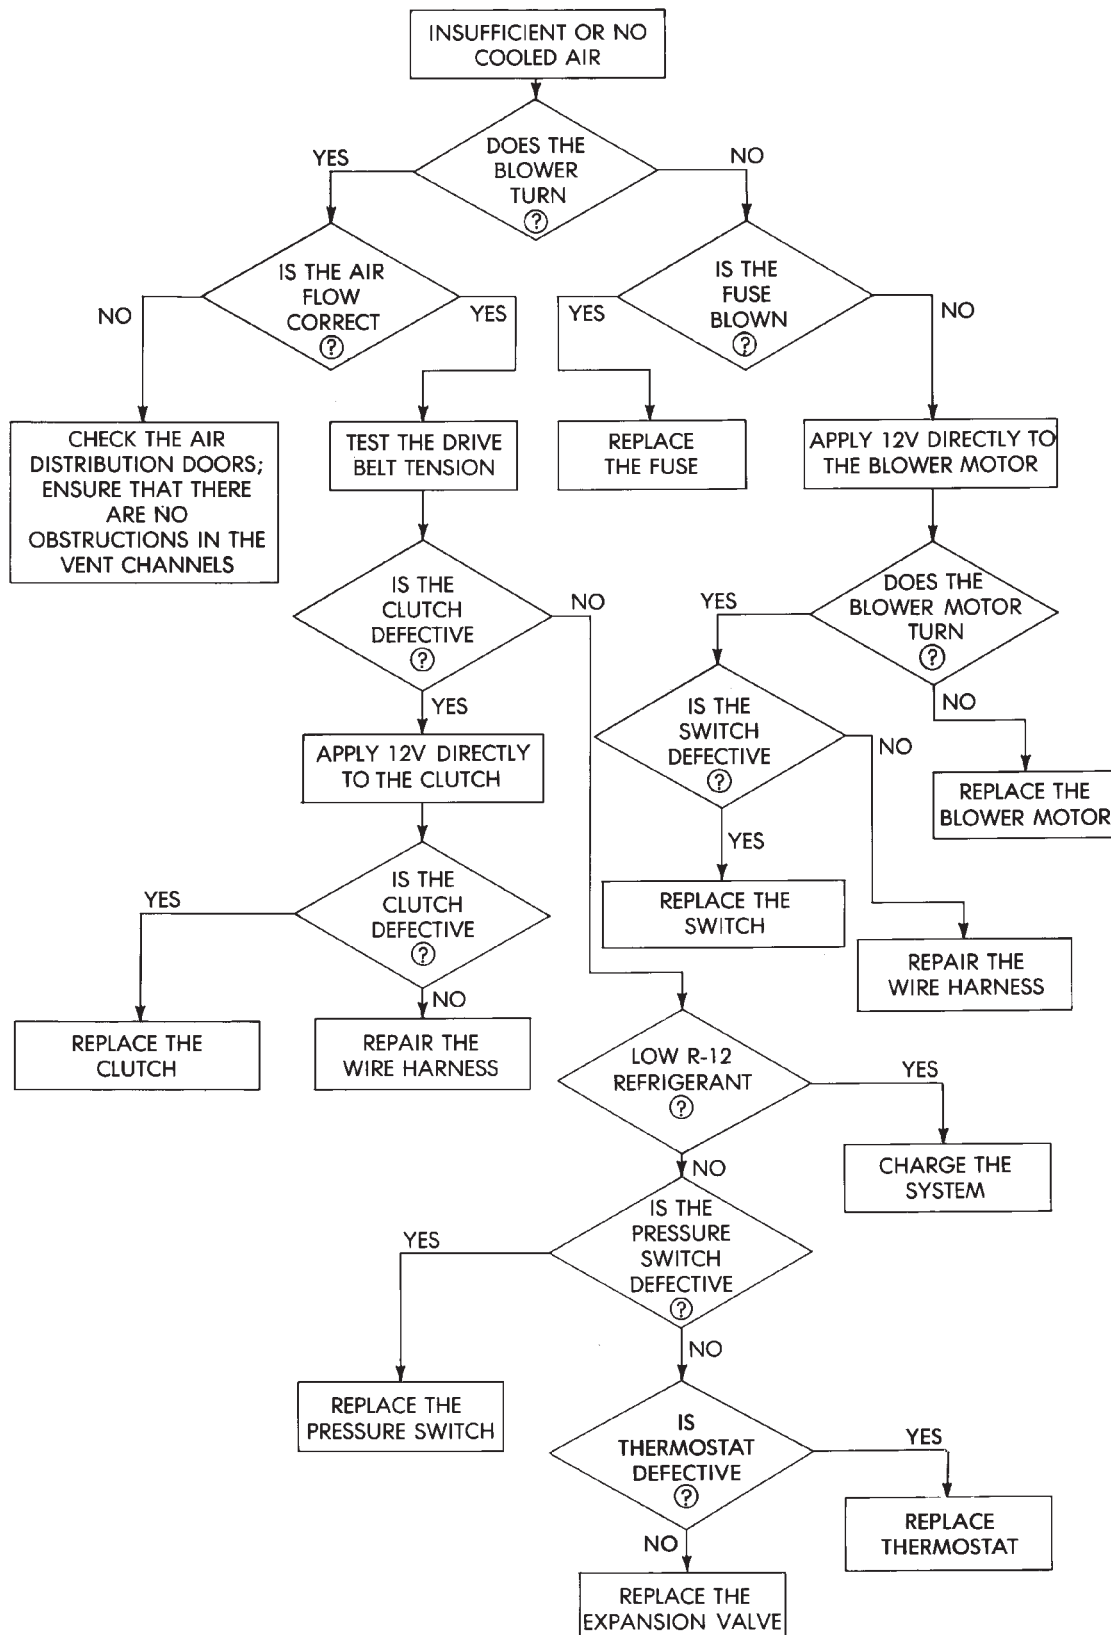 INSUFFICIENT OR NO
COOLED AIR
DOES THE
BLOWER
TURN
?
YES
NO
IS THE AIR
FLOW
CORRECT
?
NO
YES
IS THE
FUSE
BLOWN
?
YES
NO
CHECK THE AIR
DISTRIBUTION DOORS;
ENSURE THAT THERE
ARE NO
OBSTRUCTIONS IN THE
VENT CHANNELS
TEST THE DRIVE
BELT TENSION
REPLACE
THE FUSE
APPLY 12V DIRECTLY TO
THE BLOWER MOTOR
IS THE
CLUTCH
DEFECTIVE
?
NO
YES
DOES THE
BLOWER MOTOR
TURN
?
YES
NO
IS THE
SWITCH
DEFECTIVE
?
NO
YES
APPLY 12V DIRECTLY
TO THE CLUTCH
REPLACE THE
BLOWER MOTOR
IS THE
CLUTCH
DEFECTIVE
?
YES
NO
REPLACE THE
SWITCH
REPAIR THE
WIRE HARNESS
REPLACE THE
CLUTCH
REPAIR THE
WIRE HARNESS
LOW R-12
REFRIGERANT
?
YES
NO
CHARGE THE
SYSTEM
IS THE
PRESSURE
SWITCH
DEFECTIVE
?
YES
NO
REPLACE THE
PRESSURE SWITCH
IS
THERMOSTAT
DEFECTIVE
?
YES
NO
REPLACE
THERMOSTAT
REPLACE THE
EXPANSION VALVE